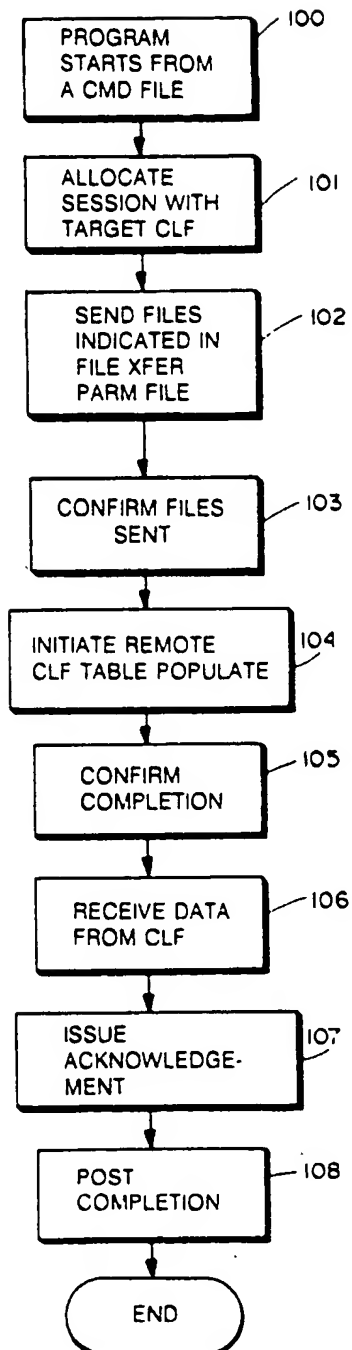 100
PROGRAM
STARTS FROM
A CMD FILE
101
ALLOCATE
SESSION WITH
TARGET CLF
102
SEND FILES
INDICATED IN
FILE XFER
PARM FILE
103
CONFIRM FILES
SENT
104
INITIATE REMOTE
CLF TABLE POPULATE
105
CONFIRM
COMPLETION
106
RECEIVE DATA
FROM CLF
107
ISSUE
ACKNOWLEDGE-
MENT
108
POST
COMPLETION
END